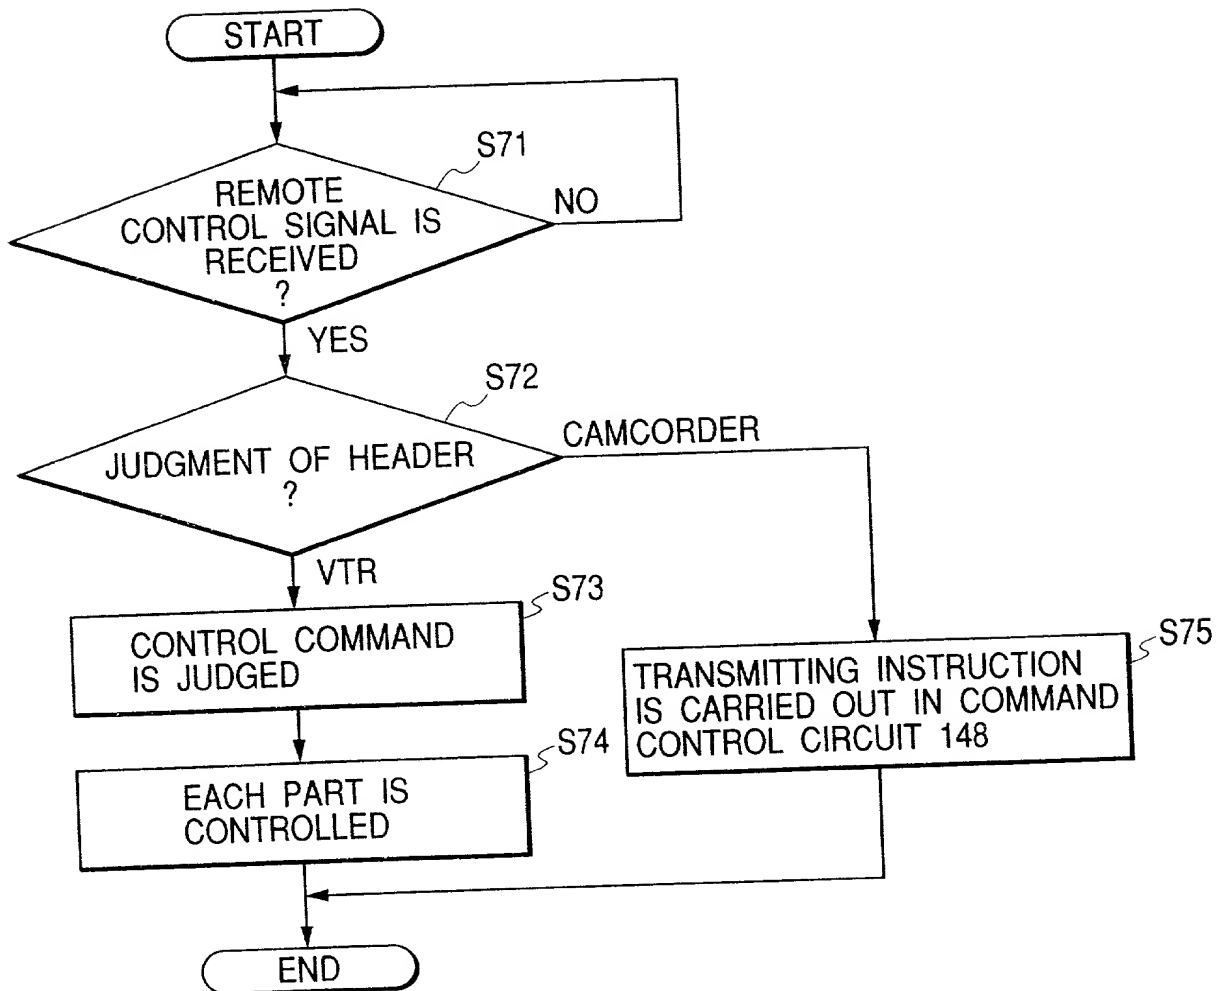 START
S71
REMOTE
CONTROL SIGNAL IS
RECEIVED
?
NO
YES
S72
JUDGMENT OF HEADER
?
CAMCORDER
VTR
S73
CONTROL COMMAND
IS JUDGED
S74
EACH PART IS
CONTROLLED
S75
TRANSMITTING INSTRUCTION
IS CARRIED OUT IN COMMAND
CONTROL CIRCUIT 148
END